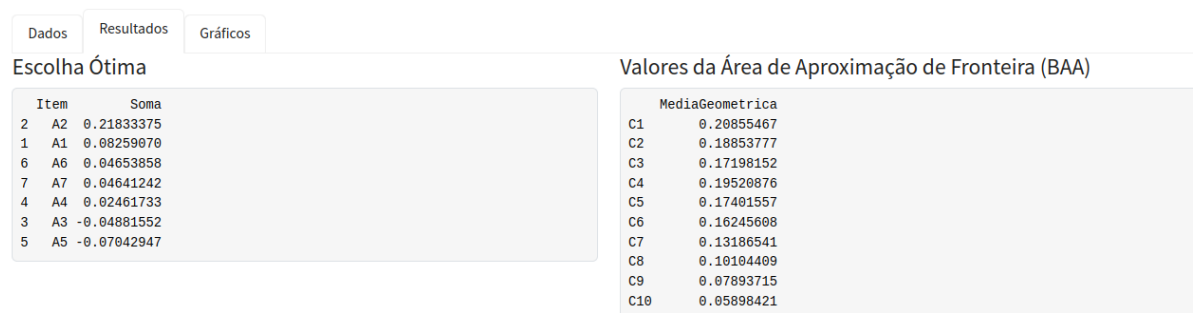 Dados Resultados Gráficos
Escolha Ótima
Item Soma
2 A2 0.21833375
1 A1 0.08259070
6 A6 0.04653858
7 A7 0.04641242
4 A4 0.02461733
3 A3 -0.04881552
5 A5 -0.07042947
Valores da Área de Aproximação de Fronteira (BAA)
MediaGeometrica
C1 0.20855467
C2 0.18853777
C3 0.17198152
C4 0.19520876
C5 0.17401557
C6 0.16245608
C7 0.13186541
C8 0.10104409
C9 0.07893715
C10 0.05898421